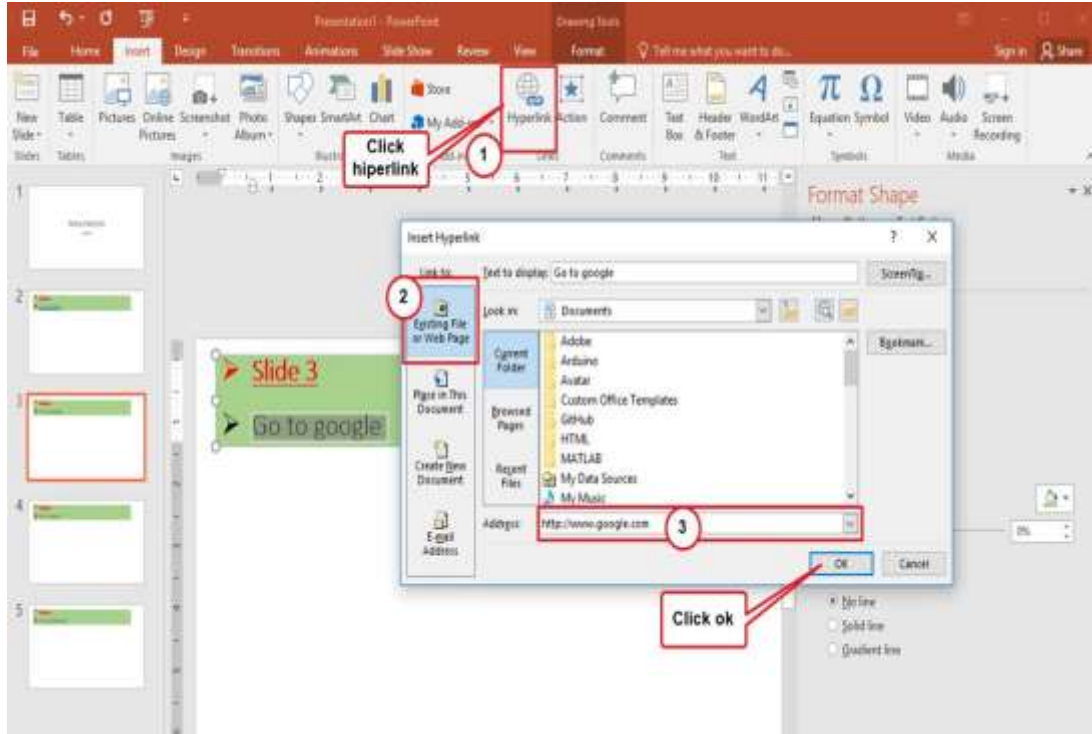 Presentation1 - PowerPoint
Drawing Tools
File Home Insert Design Transitions Animations Slide Show Review View Format Tell me what you want to do... Sign in Share
New Slide
Table
Pictures
Online Pictures
Screenshot
Photo Album
Shapes
SmartArt
Chart
Store
My Add-ins
Hyperlink
Action
Comment
Text Box
Header & Footer
WordArt
Equation
Symbol
Video
Audio
Screen Recording
Slides Tables Images Links Comments Text Symbols Media
Click
hiperlink
1
1
2
3
4
5
Format Shape
Insert Hyperlink
? X
Link to:
Text to display: Go to google
ScreenTip...
2
Existing File
or Web Page
Place in This
Document
Create New
Document
E-mail
Address
Look in: Documents
Current
Folder
Browsed
Pages
Recent
Files
Adobe
Arduino
Avatar
Custom Office Templates
GitHub
HTML
MATLAB
My Data Sources
My Music
Bookmark...
Address: http://www.google.com
3
OK
Cancel
Click ok
Slide 3
Go to google
0%
No line
Solid line
Gradient line